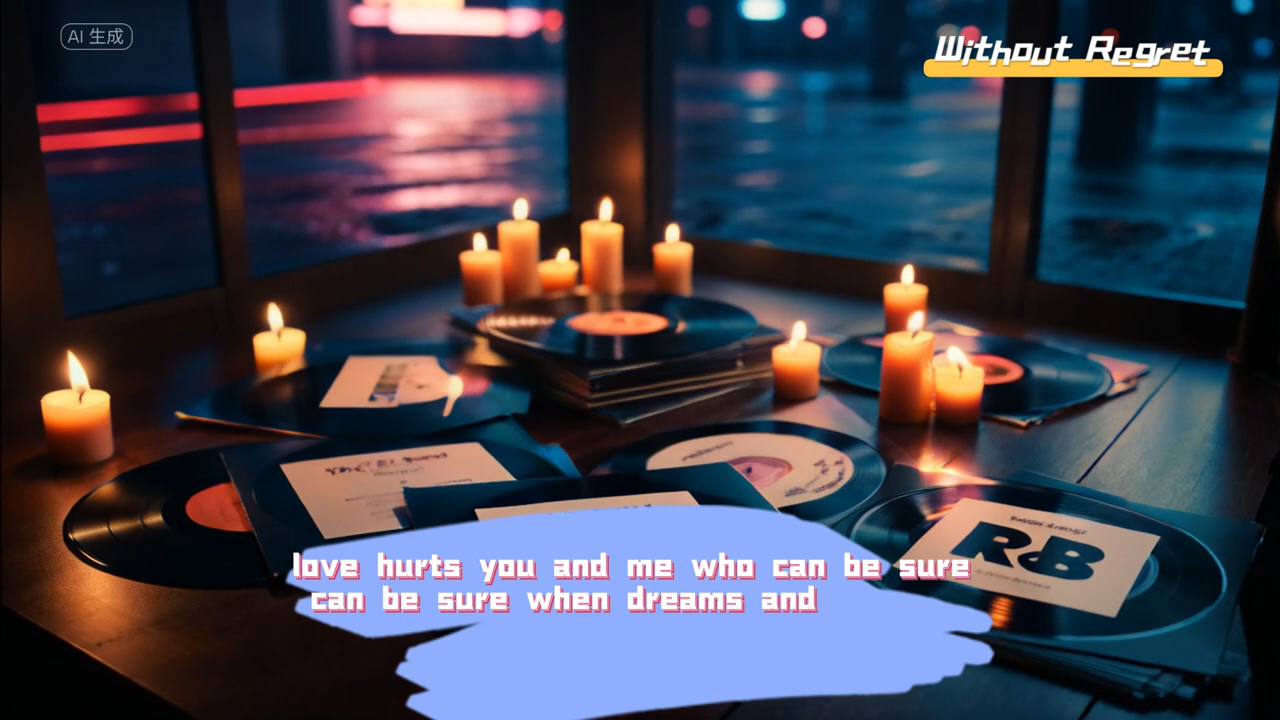 AI 生成
Without Regret
love hurts you and me who can be sure
can be sure when dreams and
R&B